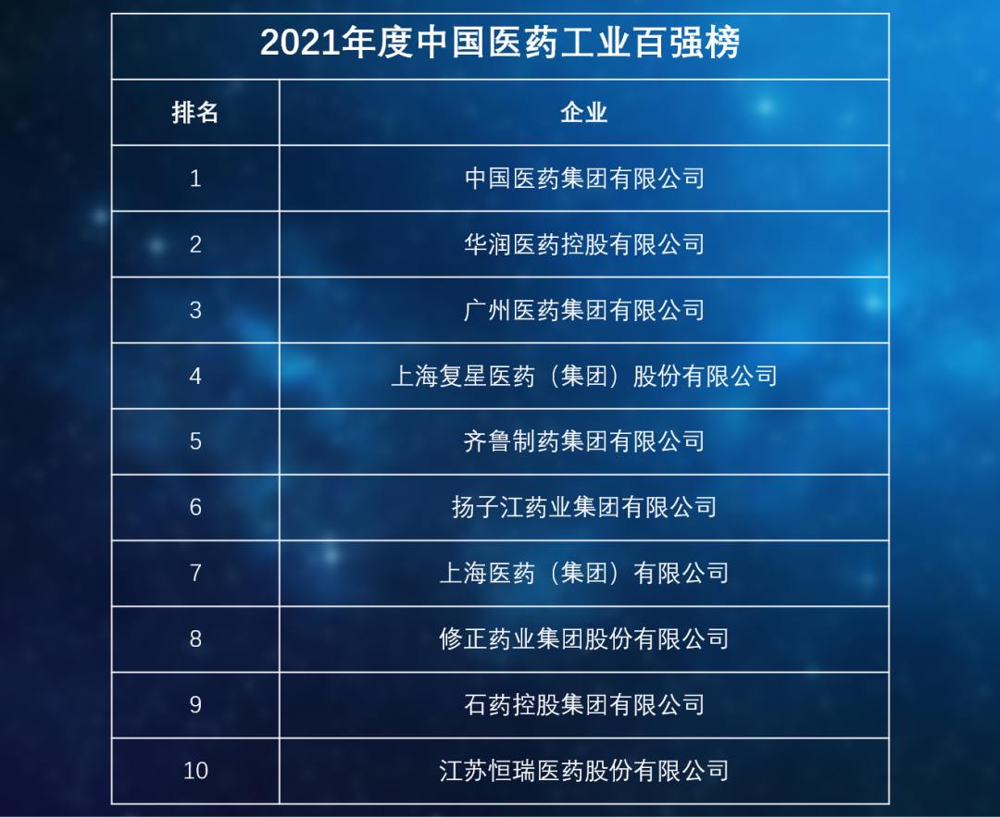 2021年度中国医药工业百强榜
排名 企业
1 中国医药集团有限公司
2 华润医药控股有限公司
3 广州医药集团有限公司
4 上海复星医药（集团）股份有限公司
5 齐鲁制药集团有限公司
6 扬子江药业集团有限公司
7 上海医药（集团）有限公司
8 修正药业集团股份有限公司
9 石药控股集团有限公司
10 江苏恒瑞医药股份有限公司